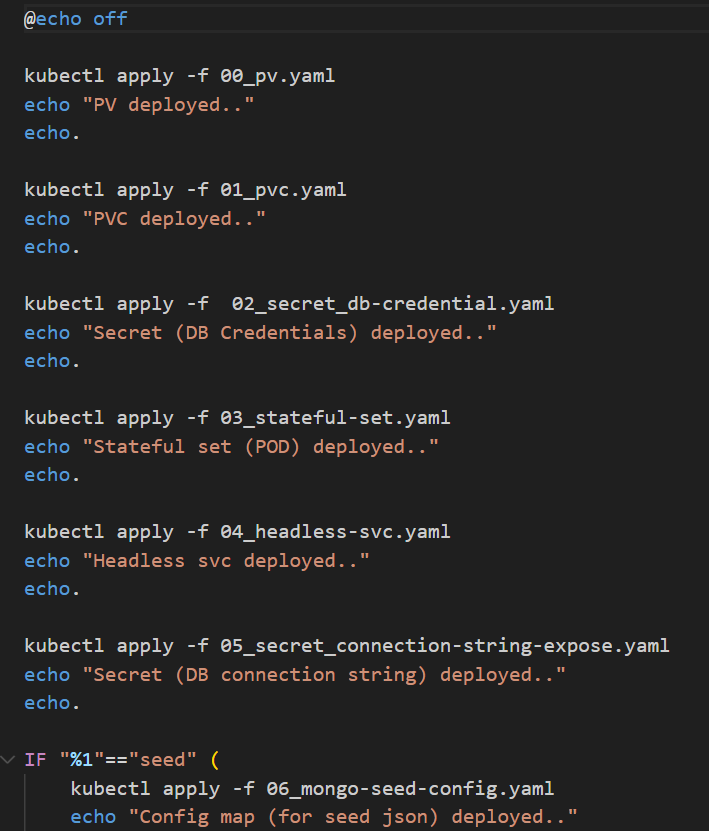 @echo off
kubectl apply -f 00_pv.yaml
echo "PV deployed.."
echo.
kubectl apply -f 01_pvc.yaml
echo "PVC deployed.."
echo.
kubectl apply -f  02_secret_db-credential.yaml
echo "Secret (DB Credentials) deployed.."
echo.
kubectl apply -f 03_stateful-set.yaml
echo "Stateful set (POD) deployed.."
echo.
kubectl apply -f 04_headless-svc.yaml
echo "Headless svc deployed.."
echo.
kubectl apply -f 05_secret_connection-string-expose.yaml
echo "Secret (DB connection string) deployed.."
echo.
IF "%1"=="seed" (
    kubectl apply -f 06_mongo-seed-config.yaml
    echo "Config map (for seed json) deployed.."